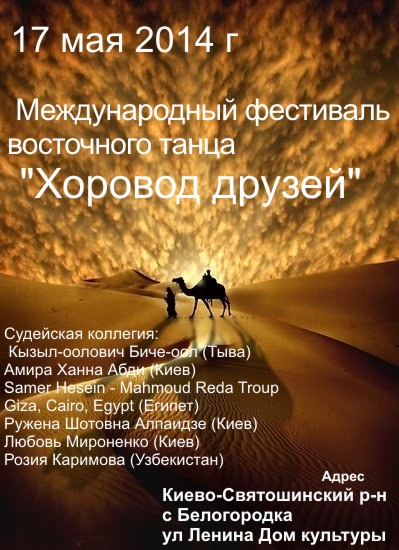 17 мая 2014 г
Международный фестиваль
восточного танца
"Хоровод друзей"
Судейская коллегия:
Кызыл-оолович Биче-оол (Тыва)
Амира Ханна Абди (Киев)
Samer Hesein - Mahmoud Reda Troup
Giza, Cairo, Egypt (Египет)
Ружена Шотовна Алпаидзе (Киев)
Любовь Мироненко (Киев)
Розия Каримова (Узбекистан)
Адрес
Киево-Святошинский р-н
с Белогородка
ул Ленина Дом культуры